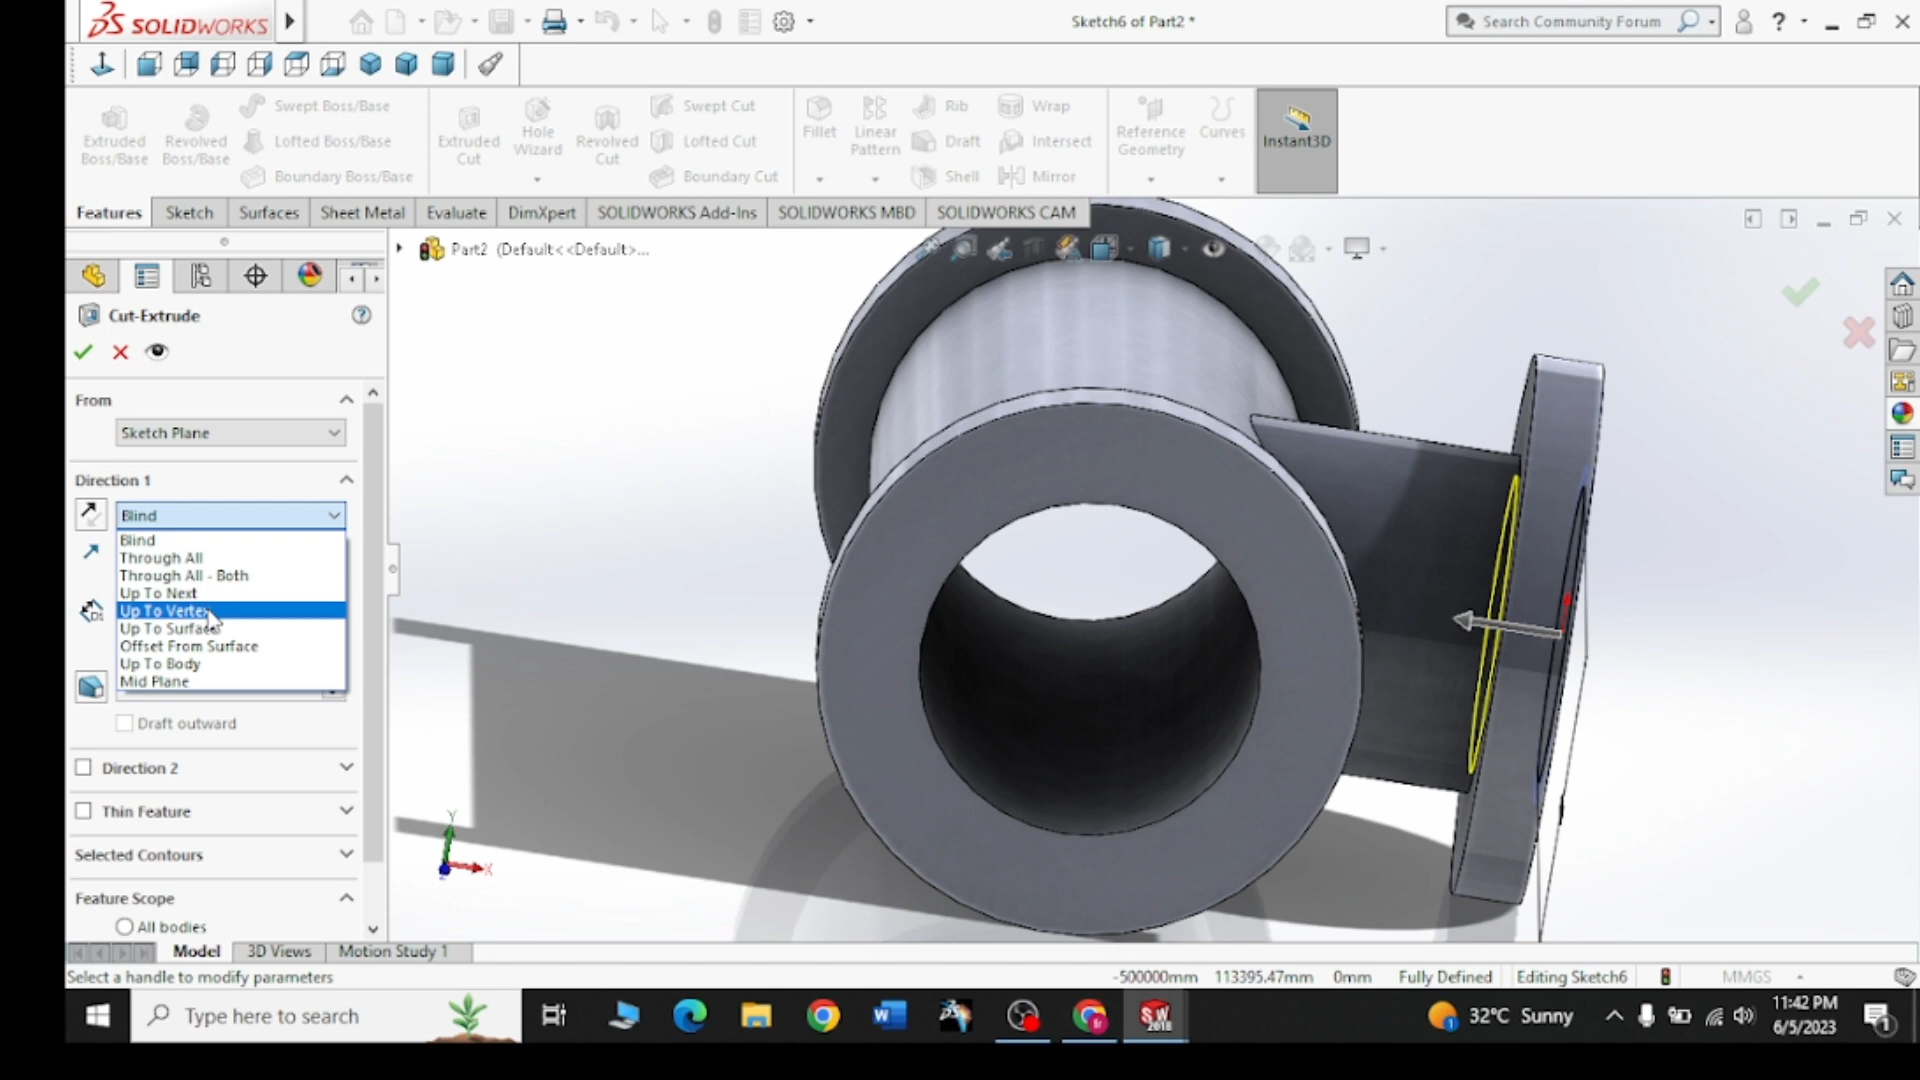 SOLIDWORKS
Sketch6 of Part2 *
Search Community Forum
?
Extruded Boss/Base
Revolved Boss/Base
Swept Boss/Base
Lofted Boss/Base
Boundary Boss/Base
Extruded Cut
Hole Wizard
Revolved Cut
Swept Cut
Lofted Cut
Boundary Cut
Fillet
Linear Pattern
Rib
Draft
Shell
Wrap
Intersect
Mirror
Reference Geometry
Curves
Instant3D
Features
Sketch
Surfaces
Sheet Metal
Evaluate
DimXpert
SOLIDWORKS Add-Ins
SOLIDWORKS MBD
SOLIDWORKS CAM
Part2 (Default<<Default>...
Cut-Extrude
From
Sketch Plane
Direction 1
Blind
Blind
Through All
Through All - Both
Up To Next
Up To Vertex
Up To Surface
Offset From Surface
Up To Body
Mid Plane
Draft outward
Direction 2
Thin Feature
Selected Contours
Feature Scope
All bodies
Y
X
Model
3D Views
Motion Study 1
Select a handle to modify parameters
-500000mm 113395.47mm 0mm Fully Defined Editing Sketch6
MMGS
Type here to search
SW
2018
32°C Sunny
11:42 PM
6/5/2023
1